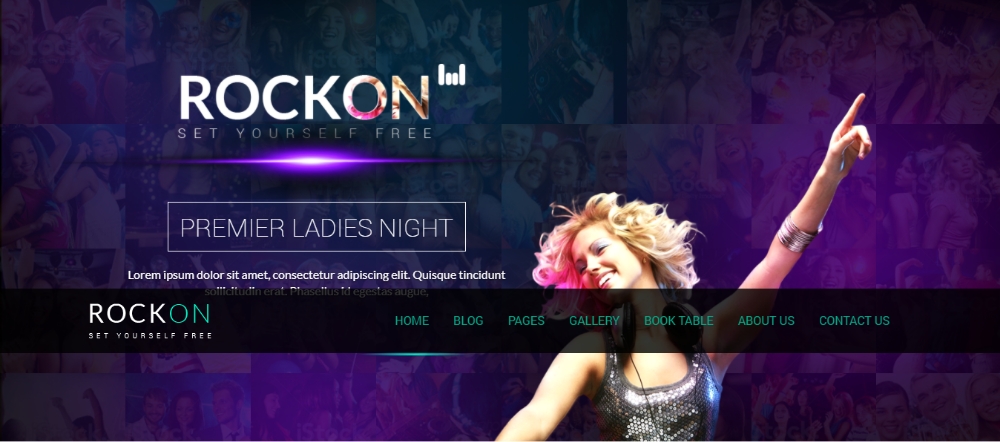 ROCKON
SET YOURSELF FREE
PREMIER LADIES NIGHT
Lorem ipsum dolor sit amet, consectetur adipiscing elit. Quisque tincidunt
sollicitudin erat. Phasellus id egestas augue,
ROCKON
SET YOURSELF FREE
HOME BLOG PAGES GALLERY BOOK TABLE ABOUT US CONTACT US